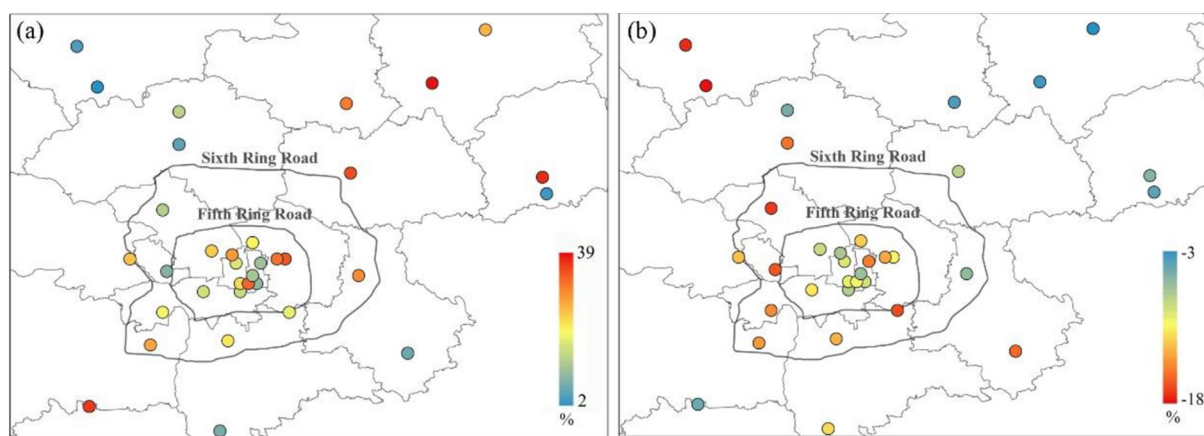 (a)
Sixth Ring Road
Fifth Ring Road
39
2
%
(b)
Sixth Ring Road
Fifth Ring Road
-3
-18
%